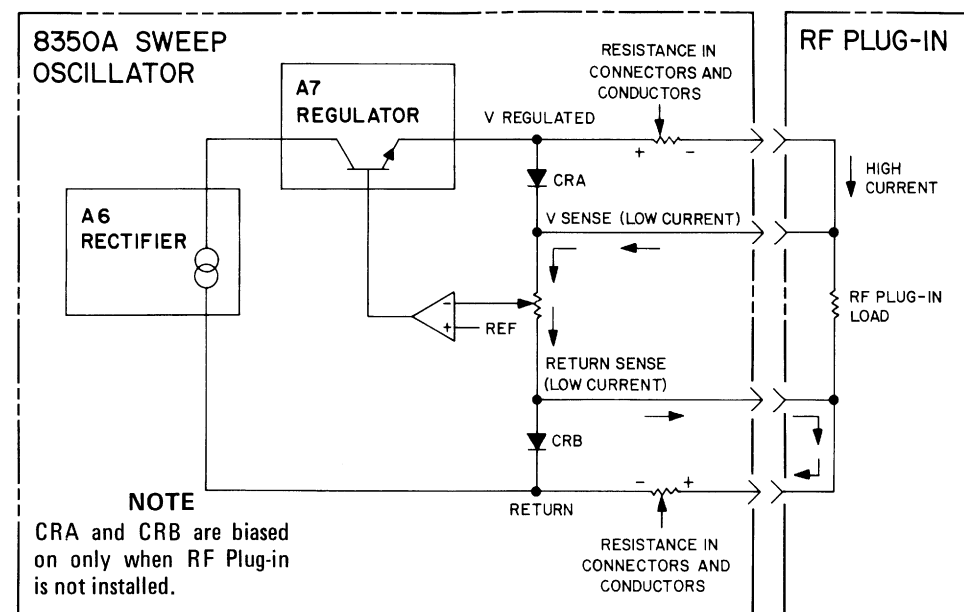 8350A SWEEP
OSCILLATOR
RF PLUG-IN
RESISTANCE IN
CONNECTORS AND
CONDUCTORS
A7
REGULATOR
V REGULATED
+ -
HIGH
CURRENT
CRA
A6
RECTIFIER
V SENSE (LOW CURRENT)
-
+
REF
RF PLUG-IN
LOAD
RETURN SENSE
(LOW CURRENT)
CRB
- +
RETURN
NOTE
CRA and CRB are biased
on only when RF Plug-in
is not installed.
RESISTANCE IN
CONNECTORS AND
CONDUCTORS